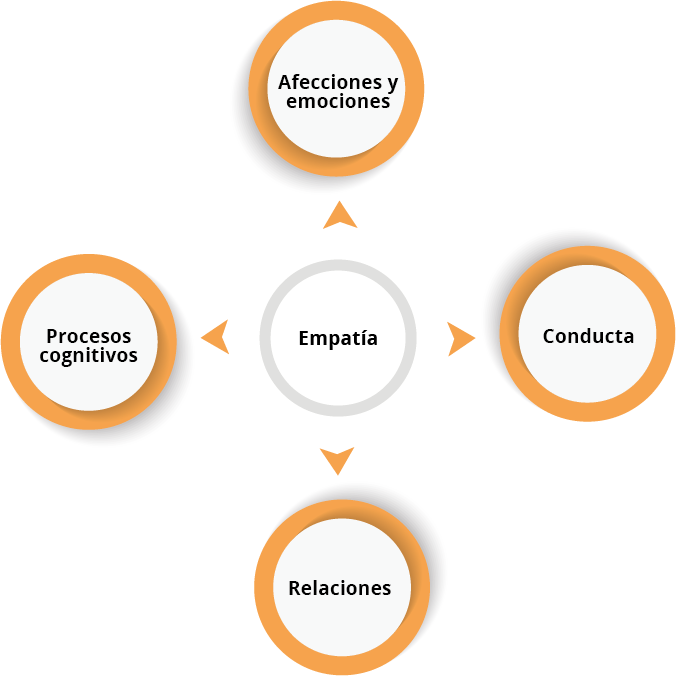 Afecciones y
emociones
Procesos
cognitivos
Empatía
Conducta
Relaciones